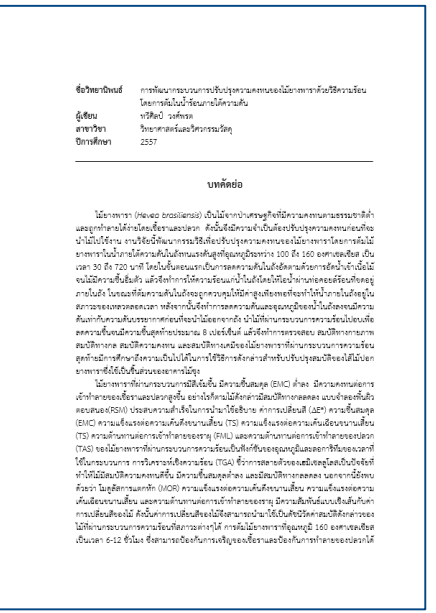 ชื่อวิทยานิพนธ์ การพัฒนากระบวนการปรับปรุงความคงทนของไม้ยางพาราด้วยวิธีความร้อน
โดยการต้มในน้ำร้อนภายใต้ความดัน
ผู้เขียน ทวีศิลป์ วงศ์พรต
สาขาวิชา วิทยาศาสตร์และวิศวกรรมวัสดุ
ปีการศึกษา 2557
บทคัดย่อ
ไม้ยางพารา (Hevea brasiliensis) เป็นไม้จากป่าเศรษฐกิจที่มีความคงทนตามธรรมชาติต่ำ
และถูกทำลายได้ง่ายโดยเชื้อราและปลวก ดังนั้นจึงมีความจำเป็นต้องปรับปรุงความคงทนก่อนที่จะ
นำไม้ไปใช้งาน งานวิจัยนี้พัฒนากรรมวิธีเพื่อปรับปรุงความคงทนของไม้ยางพาราโดยการต้มไม้
ยางพาราในน้ำภายใต้ความดันในถังทนแรงดันสูงที่อุณหภูมิระหว่าง 100 ถึง 160 องศาเซลเซียส เป็น
เวลา 30 ถึง 720 นาที โดยในขั้นตอนแรกเป็นการลดความดันในถังอัดตามด้วยการอัดน้ำเข้าเนื้อไม้
จนไม้มีความชื้นอิ่มตัว แล้วจึงทำการให้ความร้อนแก่น้ำในถังโดยให้ไอน้ำผ่านท่อคอยล์ร้อนที่ขดอยู่
ภายในถัง ในขณะที่ความดันในถังจะถูกควบคุมให้มีค่าสูงเพียงพอที่จะทำให้น้ำภายในถังอยู่ใน
สภาวะของเหลวตลอดเวลา หลังจากนั้นจึงทำการลดความดันและอุณหภูมิของน้ำในถังลงจนมีความ
ดันเท่ากับความดันบรรยากาศก่อนที่จะนำไม้ออกจากถัง นำไม้ที่ผ่านกระบวนการความร้อนไปอบเพื่อ
ลดความชื้นจนมีความชื้นสุดท้ายประมาณ 8 เปอร์เซ็นต์ แล้วจึงทำการตรวจสอบ สมบัติทางกายภาพ
สมบัติทางกล สมบัติความคงทน และสมบัติทางเคมีของไม้ยางพาราที่ผ่านกระบวนการความร้อน
สุดท้ายมีการศึกษาถึงความเป็นไปได้ในการใช้วิธีการดังกล่าวสำหรับปรับปรุงสมบัติของไส้ไม้ปอก
ยางพาราซึ่งใช้เป็นชิ้นส่วนของอาคารไม้ซุง
ไม้ยางพาราที่ผ่านกระบวนการมีสีเข้มขึ้น มีความชื้นสมดุล (EMC) ต่ำลง มีความคงทนต่อการ
เข้าทำลายของเชื้อราและปลวกสูงขึ้น อย่างไรก็ตามไม้ดังกล่าวมีสมบัติทางกลลดลง แบบจำลองพื้นผิว
ตอบสนอง(RSM) ประสบความสำเร็จในการนำมาใช้อธิบาย ค่าการเปลี่ยนสี (ΔE*) ความชื้นสมดุล
(EMC) ความแข็งแรงต่อความเค้นดึงขนานเสี้ยน (TS) ความแข็งแรงต่อความเค้นเฉือนขนานเสี้ยน
(TS) ความต้านทานต่อการเข้าทำลายของราผุ (FML) และความต้านทานต่อการเข้าทำลายของปลวก
(TAS) ของไม้ยางพาราที่ผ่านกระบวนการความร้อนเป็นฟังก์ชันของอุณหภูมิและลอการิทึมของเวลาที่
ใช้ในกระบวนการ การวิเคราะห์เชิงความร้อน (TGA) ชี้ว่าการสลายตัวของเฮมิเซลลูโลสเป็นปัจจัยที่
ทำให้ไม้มีสมบัติความคงทนดีขึ้น มีความชื้นสมดุลต่ำลง และมีสมบัติทางกลลดลง นอกจากนี้ยังพบ
ด้วยว่า โมดูลัสการแตกหัก (MOR) ความแข็งแรงต่อความเค้นดึงขนานเสี้ยน ความแข็งแรงต่อความ
เค้นเฉือนขนานเสี้ยน และความต้านทานต่อการเข้าทำลายของราผุ มีความสัมพันธ์แบบเชิงเส้นกับค่า
การเปลี่ยนสีของไม้ ดังนั้นค่าการเปลี่ยนสีของไม้จึงสามารถนำมาใช้เป็นดัชนีวัดค่าสมบัติดังกล่าวของ
ไม้ที่ผ่านกระบวนการความร้อนที่สภาวะต่างๆได้ การต้มไม้ยางพาราที่อุณหภูมิ 160 องศาเซลเซียส
เป็นเวลา 6-12 ชั่วโมง ซึ่งสามารถป้องกันการเจริญของเชื้อราและป้องกันการทำลายของปลวกได้